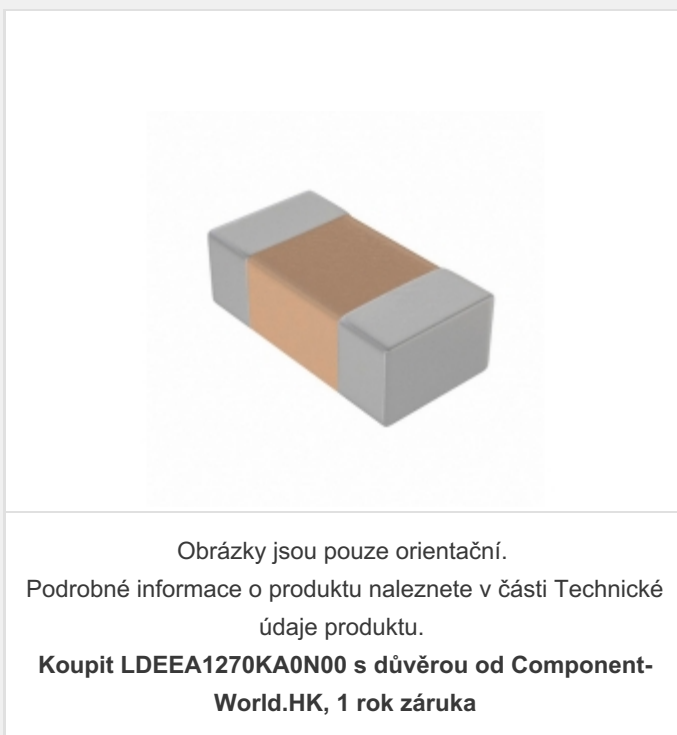 Obrázky jsou pouze orientační.
Podrobné informace o produktu naleznete v části Technické
údaje produktu.
Koupit LDEEA1270KA0N00 s důvěrou od Component-
World.HK, 1 rok záruka